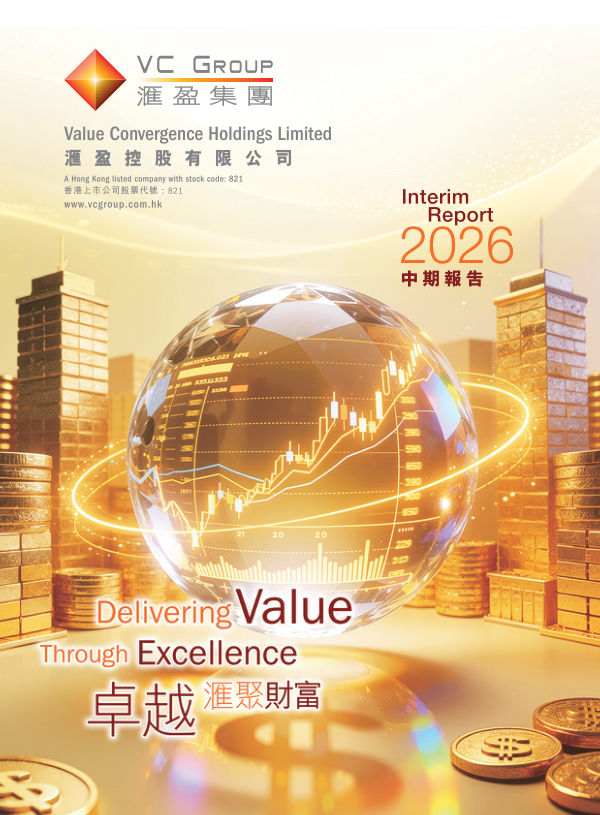 VC GROUP
滙盈集團
Value Convergence Holdings Limited
滙盈控股有限公司
A Hong Kong listed company with stock code: 821
香港上市公司股票代號：821
www.vcgroup.com.hk
Interim
Report
2026
中期報告
21 20 20
Delivering Value
Through Excellence
卓越滙聚財富